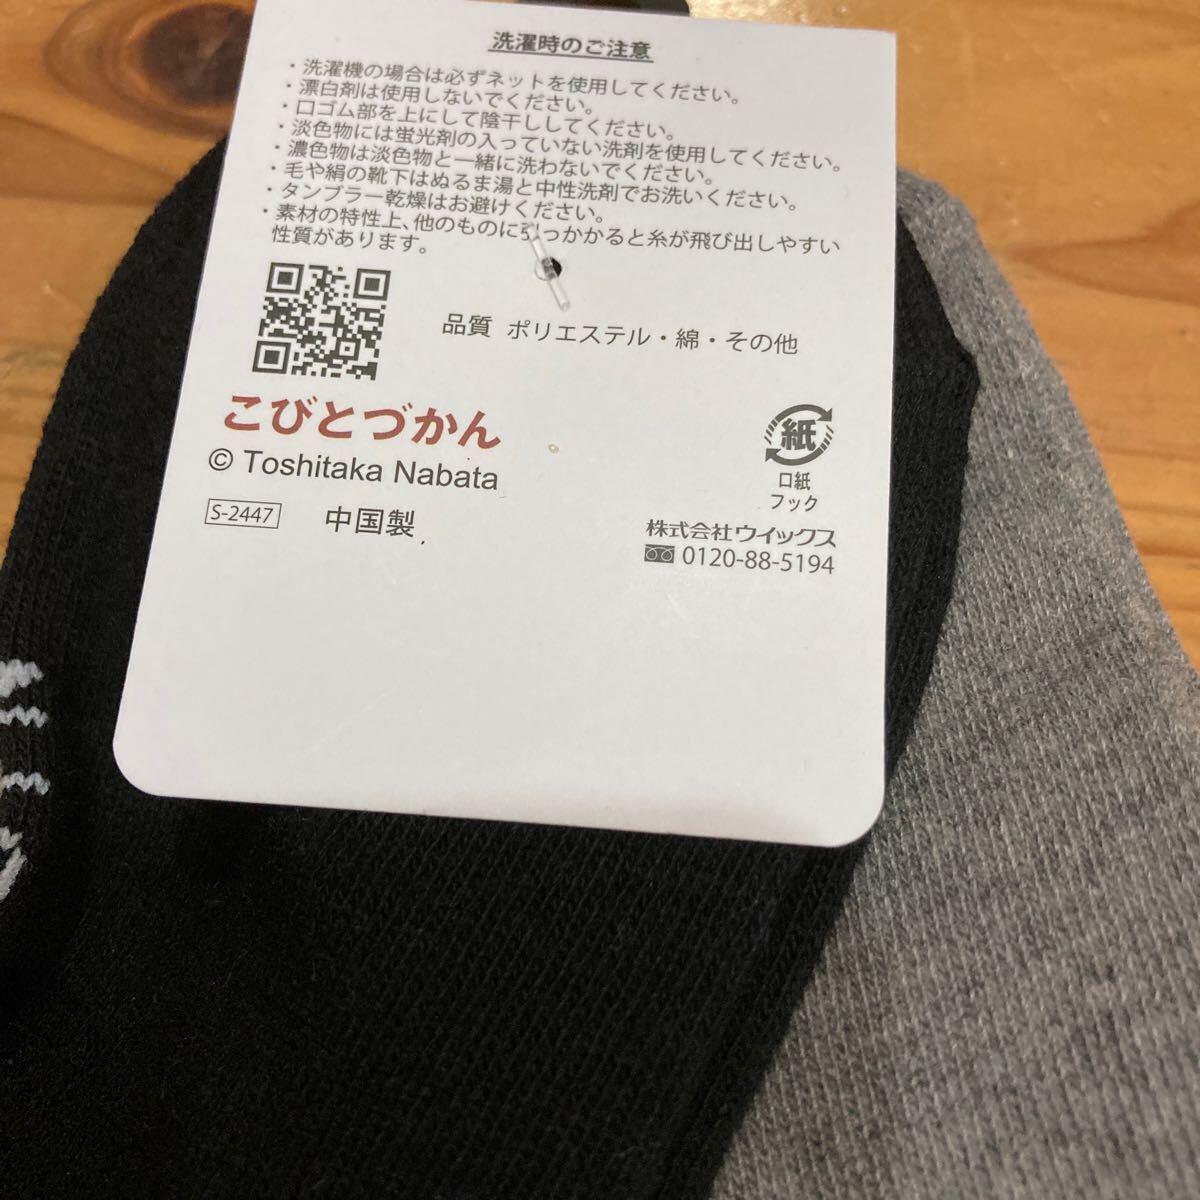 洗濯時のご注意
・洗濯機の場合は必ずネットを使用してください。
・漂白剤は使用しないでください。
・口ゴム部を上にして陰干ししてください。
・淡色物には蛍光剤の入っていない洗剤を使用してください。
・濃色物は淡色物と一緒に洗わないでください。
・毛や絹の靴下はぬるま湯と中性洗剤でお洗いください。
・タンブラー乾燥はお避けください。
・素材の特性上、他のものに引っかかると糸が飛び出しやすい
性質があります。
品質 ポリエステル・綿・その他
こびとづかん
© Toshitaka Nabata
S-2447 中国製
紙
口紙
フック
株式会社ウイックス
0120-88-5194